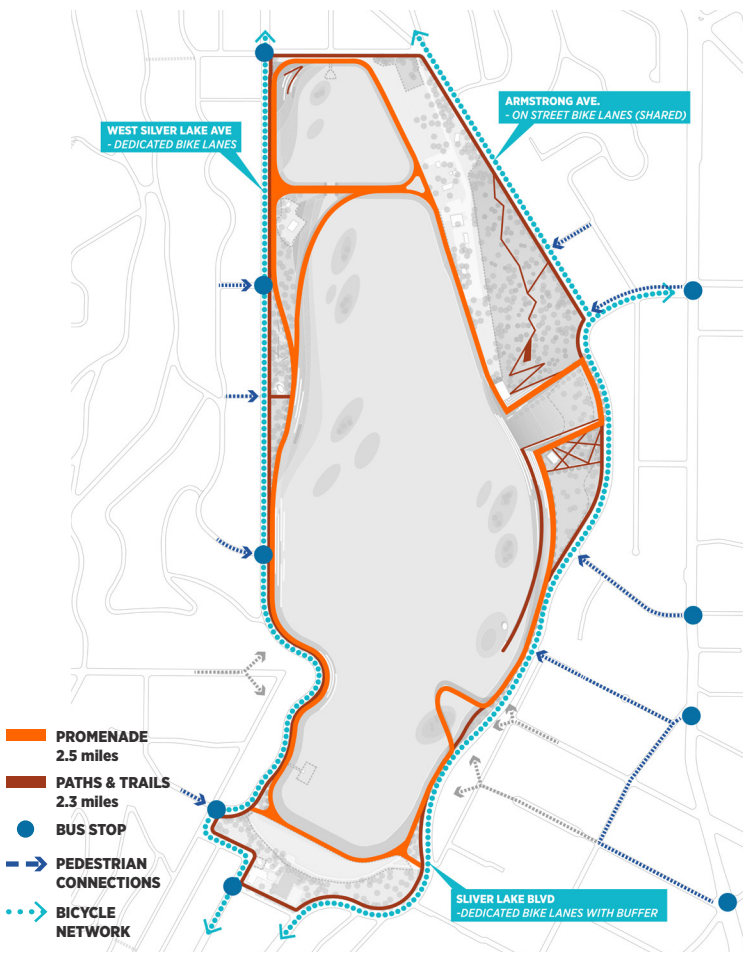 WEST SILVER LAKE AVE
- DEDICATED BIKE LANES
ARMSTRONG AVE.
- ON STREET BIKE LANES (SHARED)
PROMENADE
2.5 miles
PATHS & TRAILS
2.3 miles
BUS STOP
PEDESTRIAN
CONNECTIONS
BICYCLE
NETWORK
SLIVER LAKE BLVD
-DEDICATED BIKE LANES WITH BUFFER